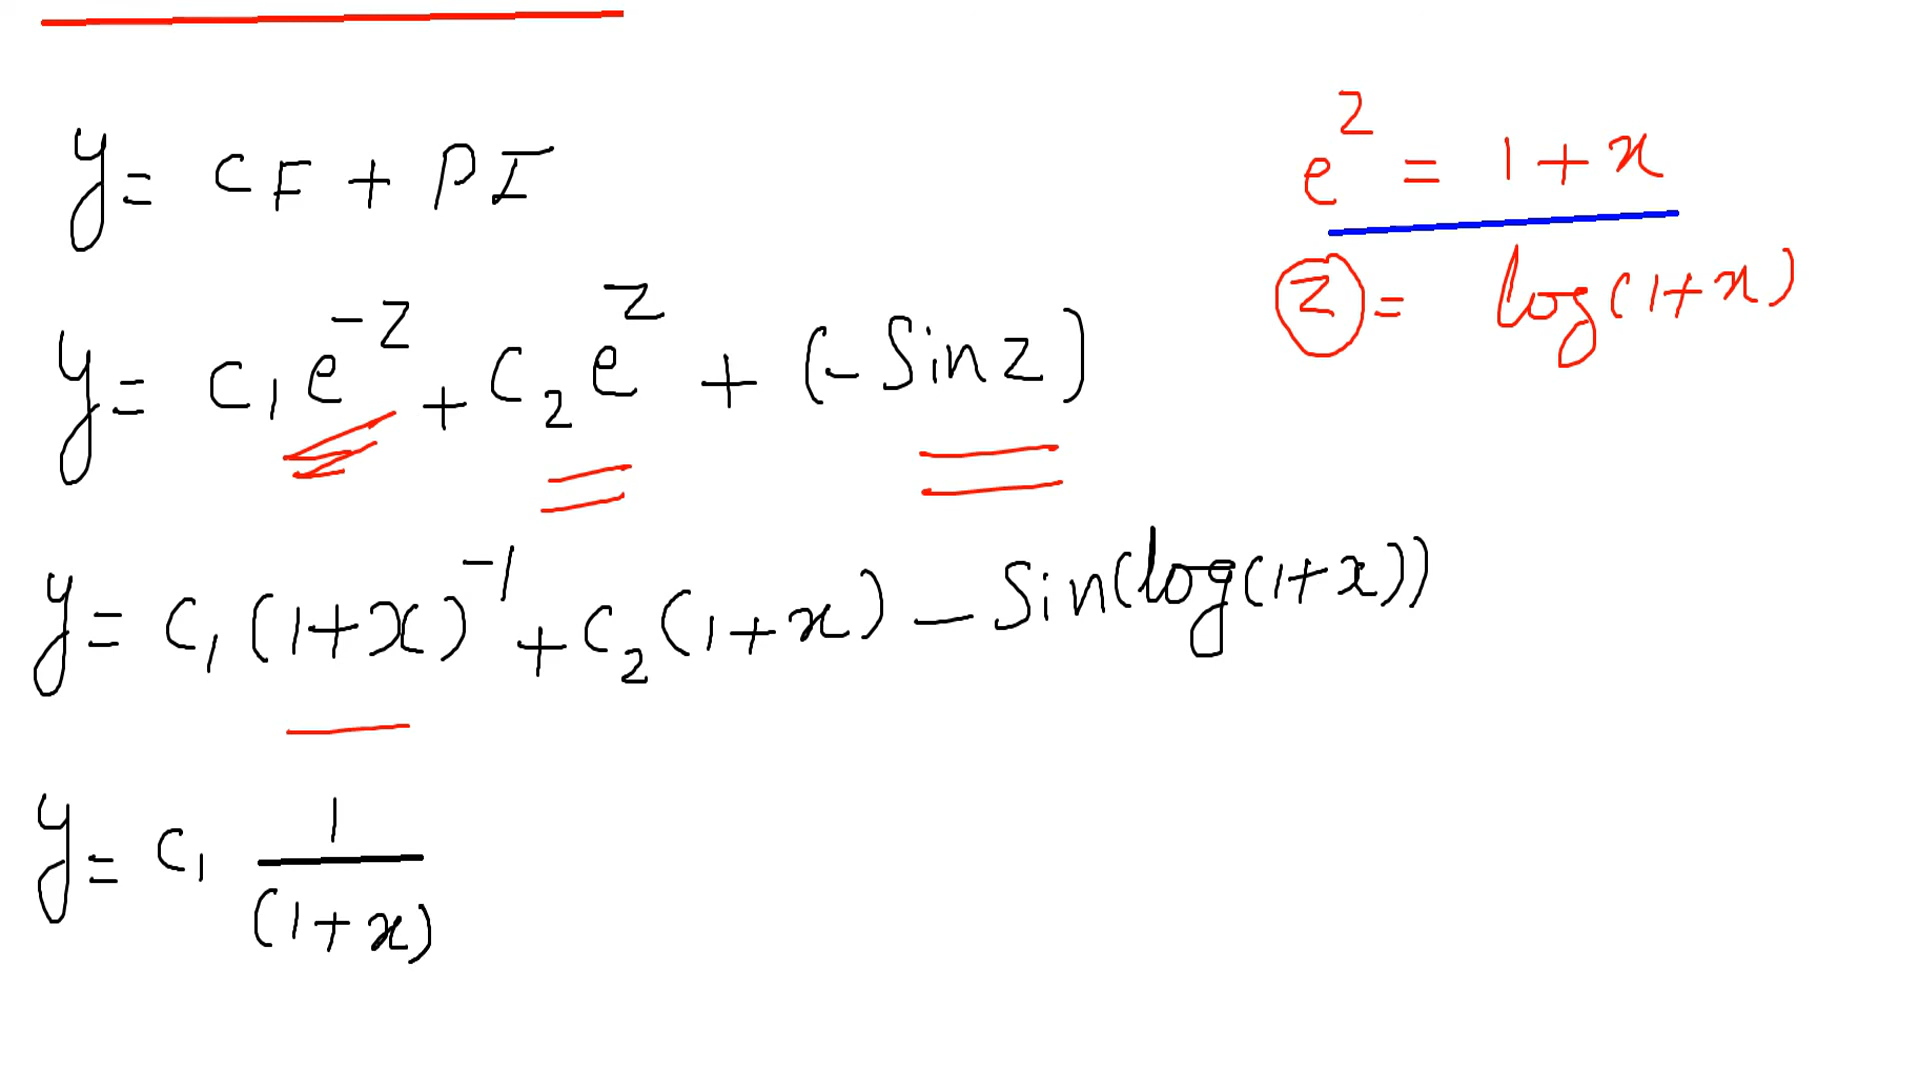 y = CF + PI
e^z = 1 + x
z = log(1+x)
y = c₁e^-z + c₂e^z + (-Sin z)
y = c₁(1+x)^-1 + c₂(1+x) - Sin(log(1+x))
y = c₁ 1/(1+x)